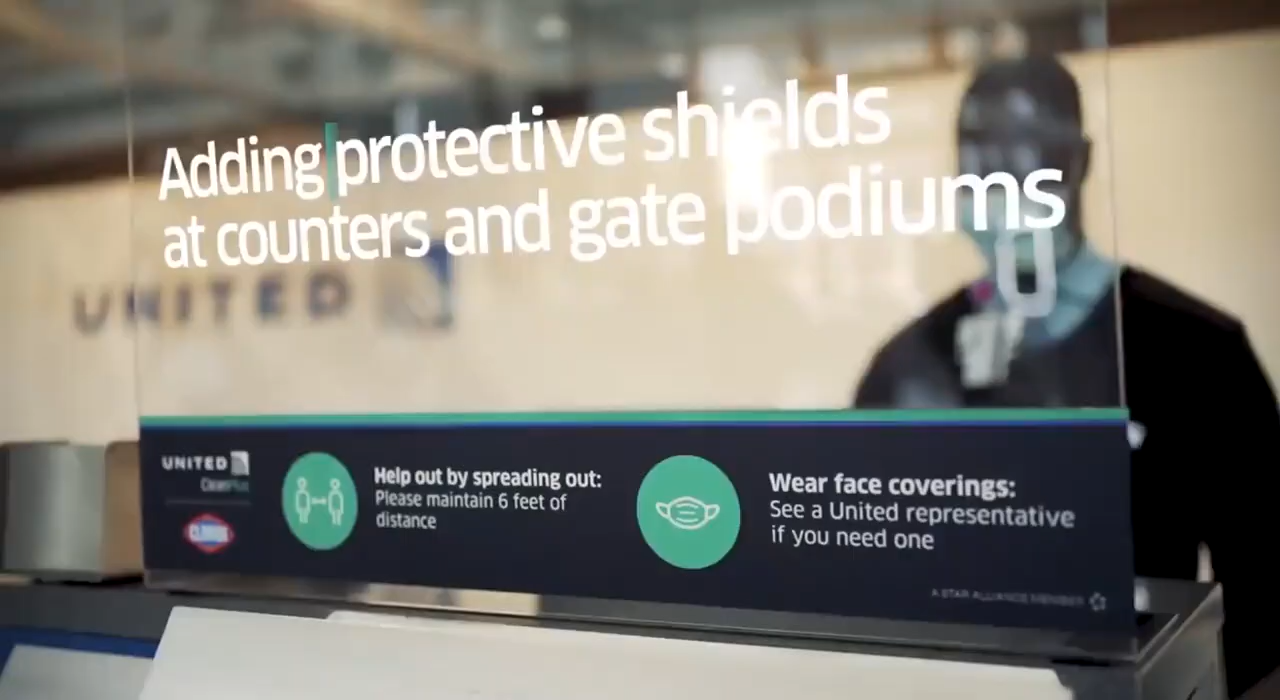 Adding protective shields
at counters and gate podiums
UNITED
UNITED
CleanPlus
CLOROX
Help out by spreading out:
Please maintain 6 feet of
distance
Wear face coverings:
See a United representative
if you need one
A STAR ALLIANCE MEMBER